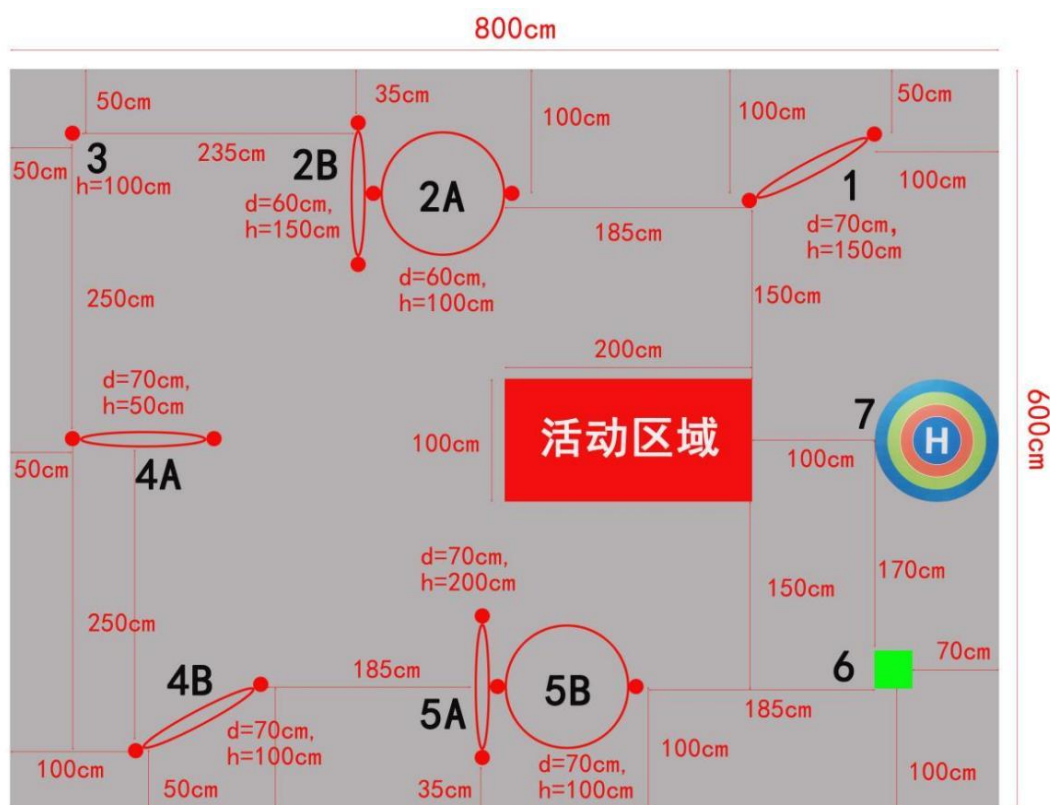 800cm
50cm
35cm
100cm
100cm
50cm
50cm
3
h=100cm
235cm
2B
d=60cm,
h=150cm
2A
d=60cm,
h=100cm
185cm
1
d=70cm,
h=150cm
100cm
250cm
150cm
200cm
600cm
d=70cm,
h=50cm
4A
50cm
100cm
活动区域
100cm
7
H
d=70cm,
h=200cm
150cm
170cm
250cm
4B
185cm
5A
5B
6
70cm
185cm
d=70cm,
h=100cm
d=70cm,
h=100cm
100cm
50cm
35cm
100cm
100cm